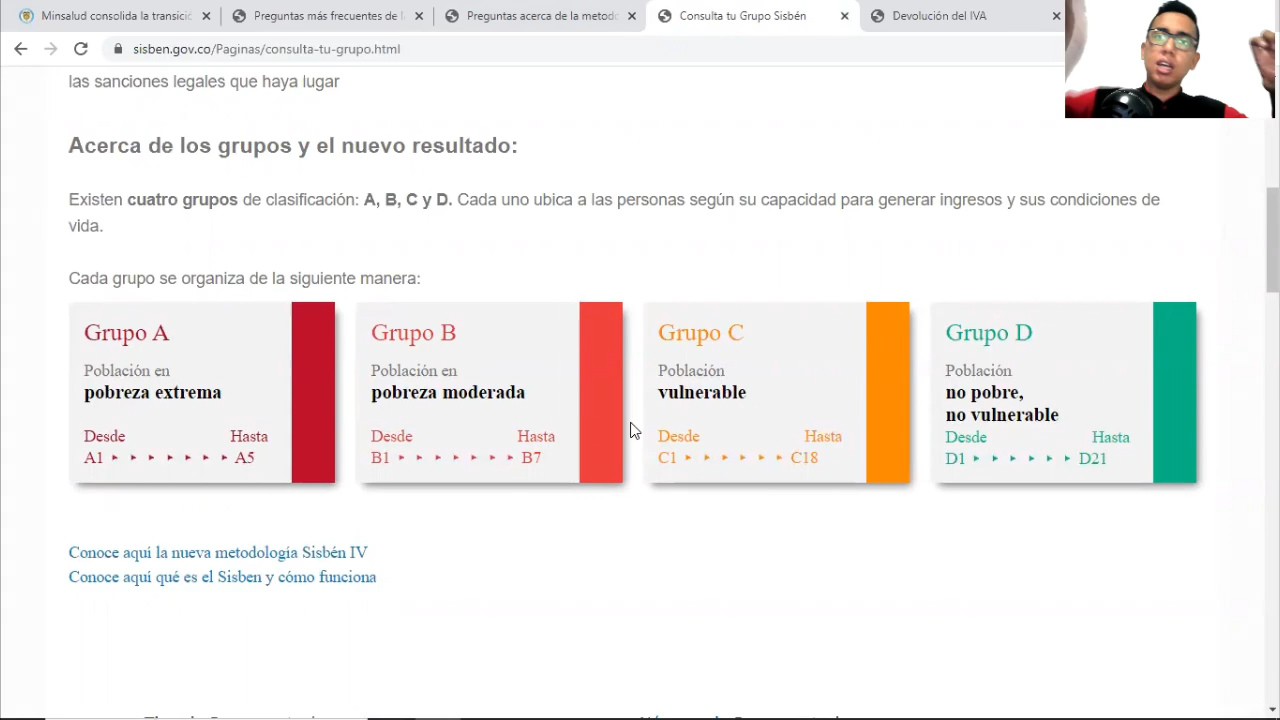 Minsalud consolida la transició
Preguntas más frecuentes de l
Preguntas acerca de la metodo
Consulta tu Grupo Sisbén
Devolución del IVA
sisben.gov.co/Paginas/consulta-tu-grupo.html
las sanciones legales que haya lugar
Acerca de los grupos y el nuevo resultado:
Existen cuatro grupos de clasificación: A, B, C y D. Cada uno ubica a las personas según su capacidad para generar ingresos y sus condiciones de
vida.
Cada grupo se organiza de la siguiente manera:
Grupo A
Población en
pobreza extrema
Desde Hasta
A1 A5
Grupo B
Población en
pobreza moderada
Desde Hasta
B1 B7
Grupo C
Población
vulnerable
Desde Hasta
C1 C18
Grupo D
Población
no pobre,
no vulnerable
Desde Hasta
D1 D21
Conoce aquí la nueva metodología Sisbén IV
Conoce aquí qué es el Sisben y cómo funciona